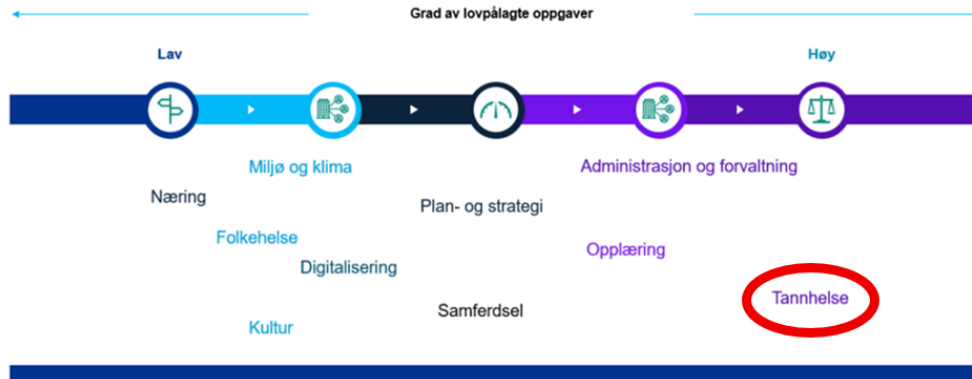 Grad av lovpålagte oppgaver
Lav
Høy
Miljø og klima
Administrasjon og forvaltning
Næring
Plan- og strategi
Folkehelse
Opplæring
Digitalisering
Tannhelse
Samferdsel
Kultur